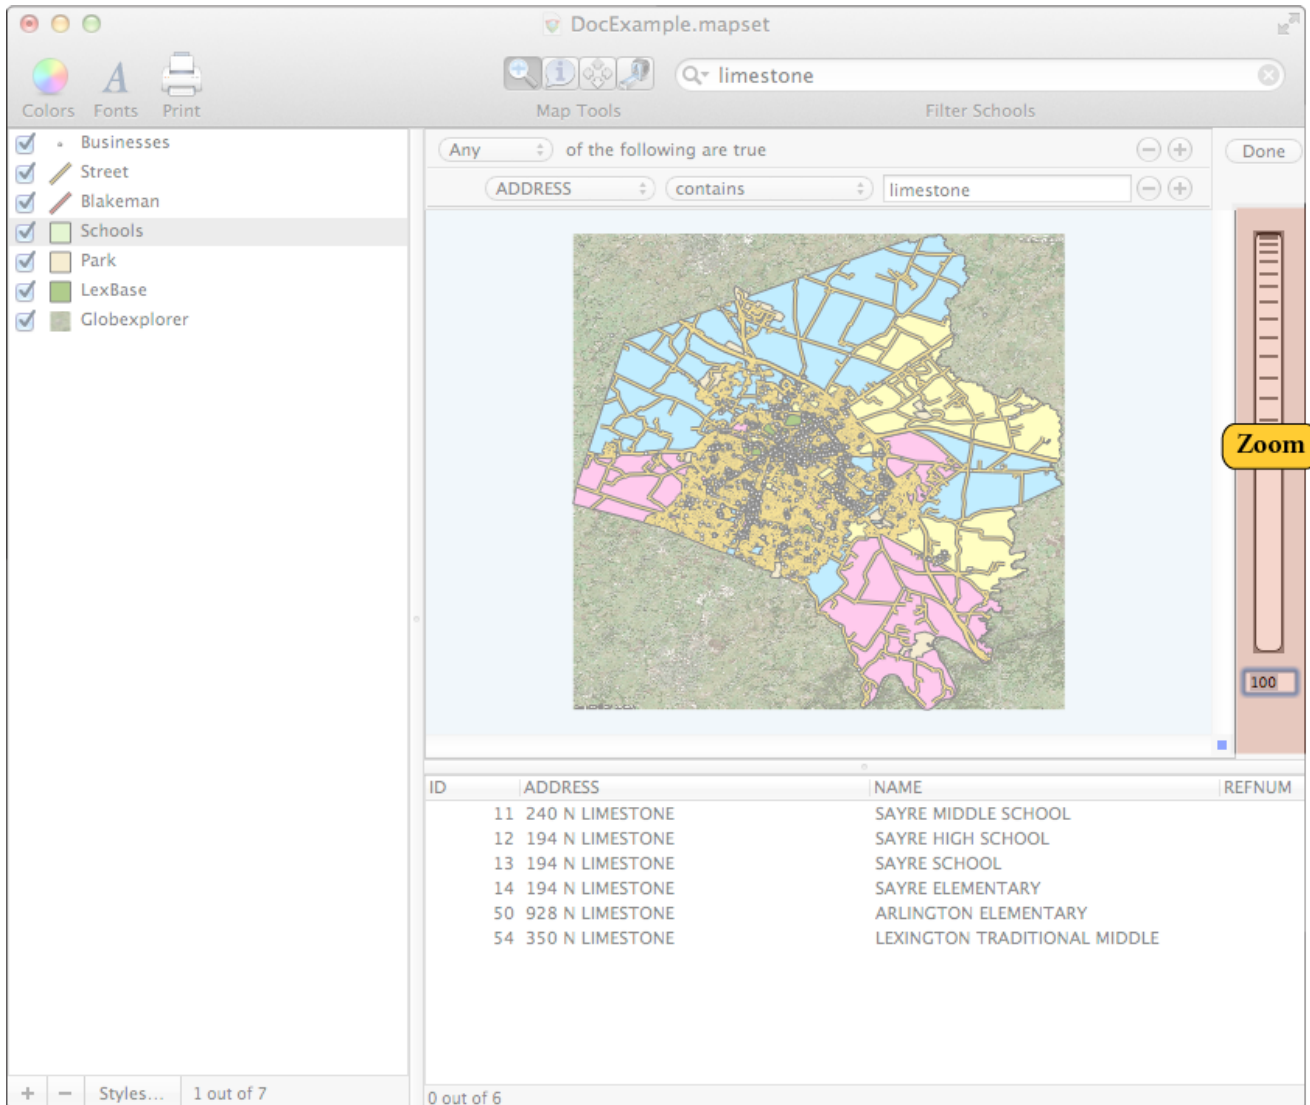 DocExample.mapset
limestone
Colors Fonts Print Map Tools Filter Schools
Businesses
Street
Blakeman
Schools
Park
LexBase
Globexplorer
Any of the following are true Done
ADDRESS contains limestone
Zoom
100
ID ADDRESS NAME REFNUM
11 240 N LIMESTONE SAYRE MIDDLE SCHOOL
12 194 N LIMESTONE SAYRE HIGH SCHOOL
13 194 N LIMESTONE SAYRE SCHOOL
14 194 N LIMESTONE SAYRE ELEMENTARY
50 928 N LIMESTONE ARLINGTON ELEMENTARY
54 350 N LIMESTONE LEXINGTON TRADITIONAL MIDDLE
Styles... 1 out of 7
0 out of 6